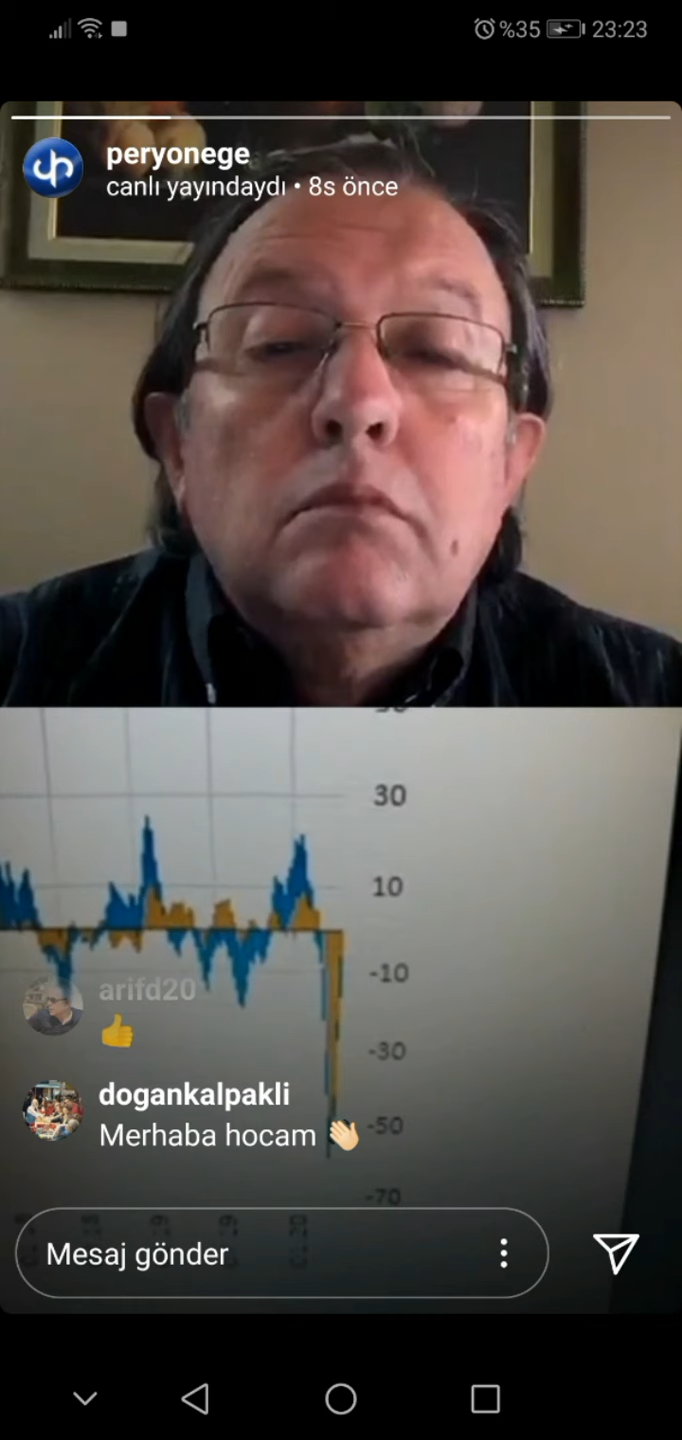 %35 23:23
peryonege
canlı yayındaydı • 8s önce
30
10
-10
arifd20
👍
-30
dogankalpakli
Merhaba hocam 👋🏻
-50
-70
Mesaj gönder